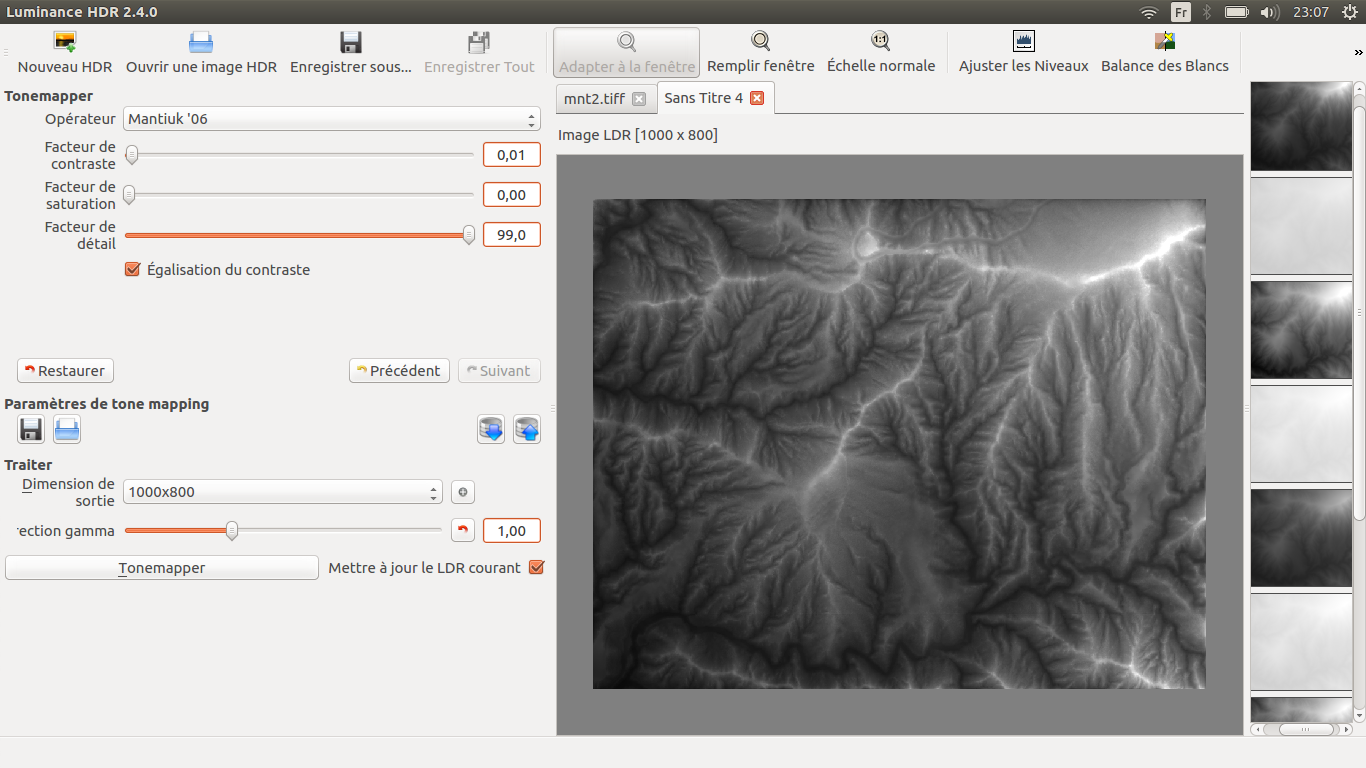 Luminance HDR 2.4.0
Fr
23:07
Nouveau HDR
Ouvrir une image HDR
Enregistrer sous...
Enregistrer Tout
Adapter à la fenêtre
Remplir fenêtre
1:1
Échelle normale
Ajuster les Niveaux
Balance des Blancs
»
Tonemapper
Opérateur
Mantiuk '06
Facteur de
contraste
0,01
Facteur de
saturation
0,00
Facteur de
détail
99,0
Égalisation du contraste
Restaurer
Précédent
Suivant
Paramètres de tone mapping
Traiter
Dimension de
sortie
1000x800
rection gamma
1,00
Tonemapper
Mettre à jour le LDR courant
mnt2.tiff
Sans Titre 4
Image LDR [1000 x 800]